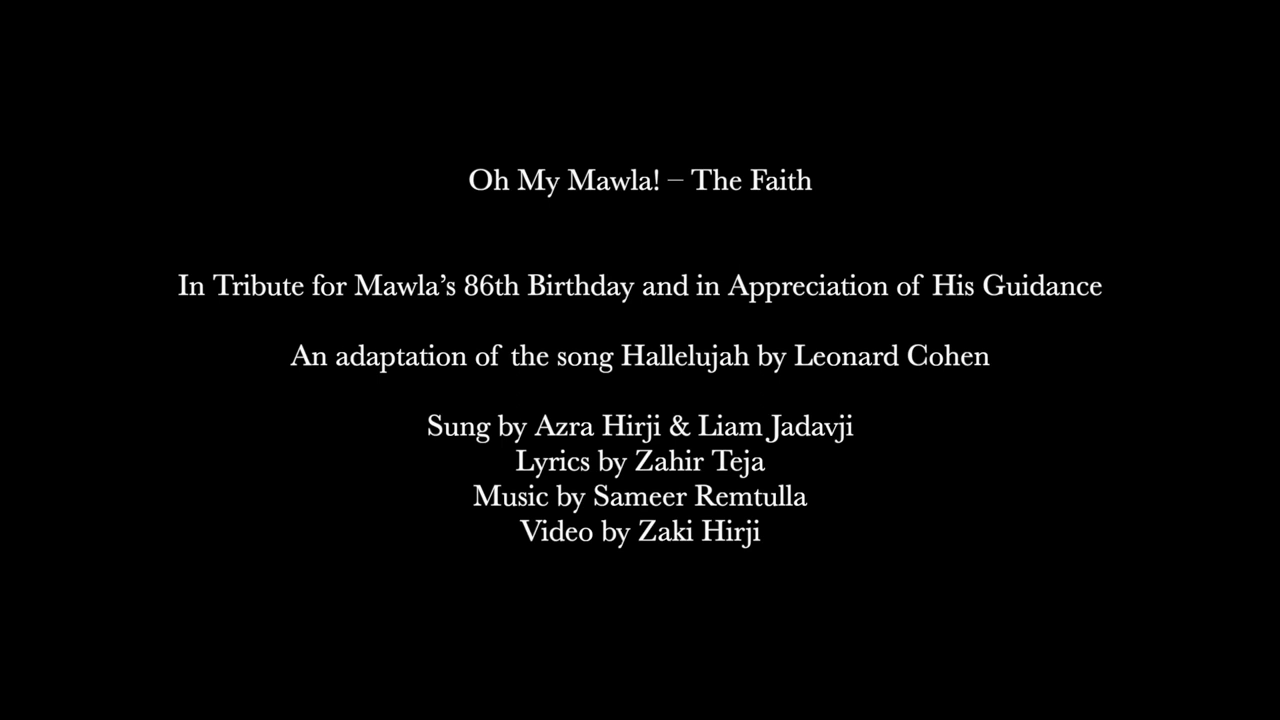 Oh My Mawla! – The Faith
In Tribute for Mawla’s 86th Birthday and in Appreciation of His Guidance
An adaptation of the song Hallelujah by Leonard Cohen
Sung by Azra Hirji & Liam Jadavji
Lyrics by Zahir Teja
Music by Sameer Remtulla
Video by Zaki Hirji